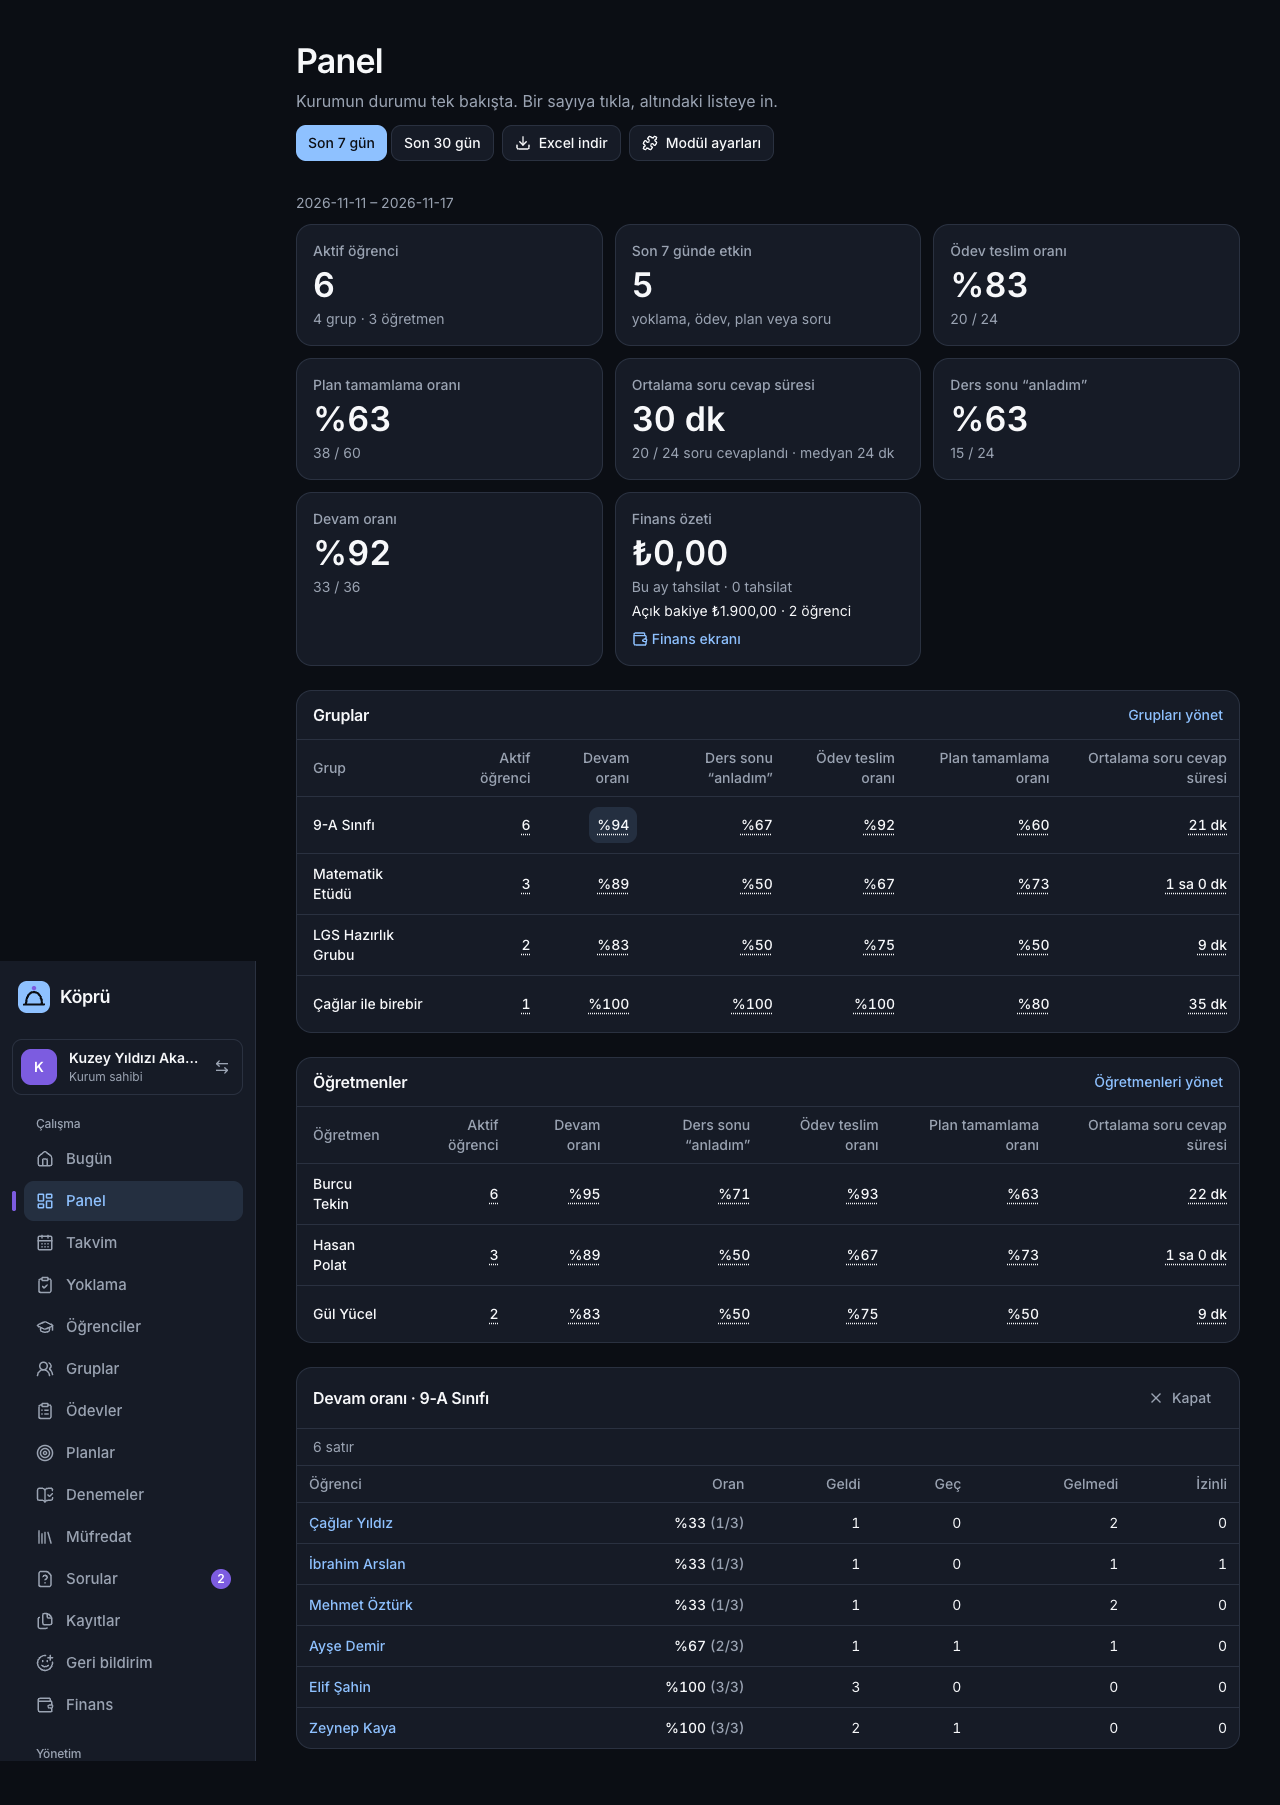 Panel
Kurumun durumu tek bakışta. Bir sayıya tıkla, altındaki listeye in.
Son 7 gün Son 30 gün Excel indir Modül ayarları
2026-11-11 – 2026-11-17
Aktif öğrenci
6
4 grup · 3 öğretmen
Son 7 günde etkin
5
yoklama, ödev, plan veya soru
Ödev teslim oranı
%83
20 / 24
Plan tamamlama oranı
%63
38 / 60
Ortalama soru cevap süresi
30 dk
20 / 24 soru cevaplandı · medyan 24 dk
Ders sonu “anladım”
%63
15 / 24
Devam oranı
%92
33 / 36
Finans özeti
₺0,00
Bu ay tahsilat · 0 tahsilat
Açık bakiye ₺1.900,00 · 2 öğrenci
Finans ekranı
Gruplar Grupları yönet
Grup Aktif öğrenci Devam oranı Ders sonu “anladım” Ödev teslim oranı Plan tamamlama oranı Ortalama soru cevap süresi
9-A Sınıfı 6 %94 %67 %92 %60 21 dk
Matematik Etüdü 3 %89 %50 %67 %73 1 sa 0 dk
LGS Hazırlık Grubu 2 %83 %50 %75 %50 9 dk
Çağlar ile birebir 1 %100 %100 %100 %80 35 dk
Öğretmenler Öğretmenleri yönet
Öğretmen Aktif öğrenci Devam oranı Ders sonu “anladım” Ödev teslim oranı Plan tamamlama oranı Ortalama soru cevap süresi
Burcu Tekin 6 %95 %71 %93 %63 22 dk
Hasan Polat 3 %89 %50 %67 %73 1 sa 0 dk
Gül Yücel 2 %83 %50 %75 %50 9 dk
Devam oranı · 9-A Sınıfı Kapat
6 satır
Öğrenci Oran Geldi Geç Gelmedi İzinli
Çağlar Yıldız %33 (1/3) 1 0 2 0
İbrahim Arslan %33 (1/3) 1 0 1 1
Mehmet Öztürk %33 (1/3) 1 0 2 0
Ayşe Demir %67 (2/3) 1 1 1 0
Elif Şahin %100 (3/3) 3 0 0 0
Zeynep Kaya %100 (3/3) 2 1 0 0
Köprü
K
Kuzey Yıldızı Aka...
Kurum sahibi
Çalışma
Bugün
Panel
Takvim
Yoklama
Öğrenciler
Gruplar
Ödevler
Planlar
Denemeler
Müfredat
Sorular 2
Kayıtlar
Geri bildirim
Finans
Yönetim